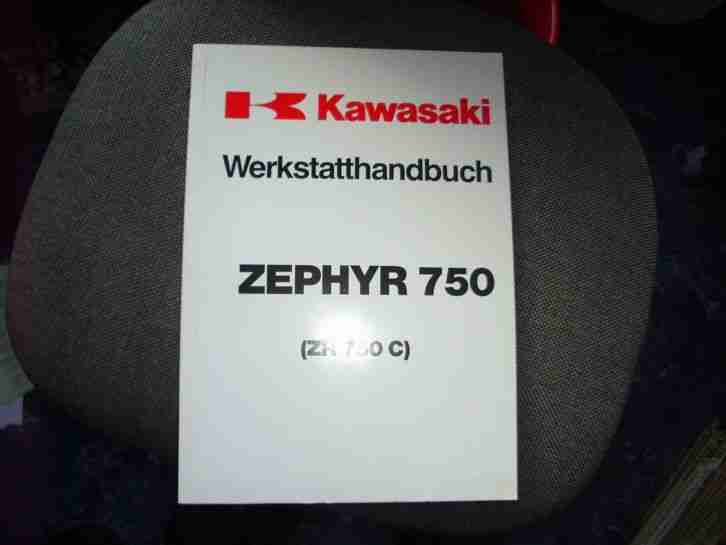 Kawasaki
Werkstatthandbuch
ZEPHYR 750
(ZR 750 C)